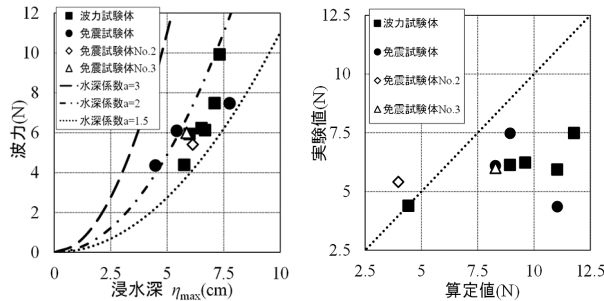 12
10
8
6
4
2
0
波力(N)
波力試験体
免震試験体
免震試験体No.2
免震試験体No.3
水深係数a=3
水深係数a=2
水深係数a=1.5
0
2.5
5
7.5
10
浸水深 ηmax(cm)
12.5
10
7.5
5
2.5
実験値(N)
波力試験体
免震試験体
免震試験体No.2
免震試験体No.3
2.5
5
7.5
10
12.5
算定値(N)